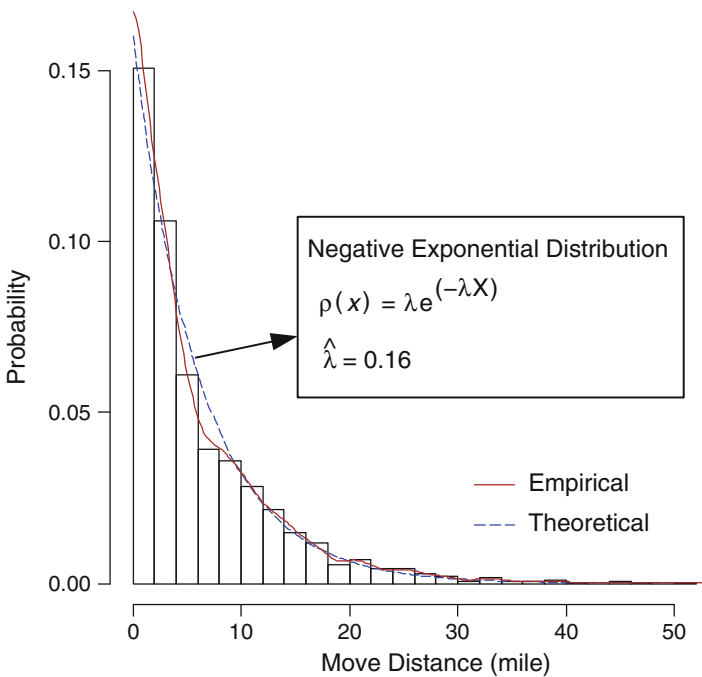 0.15
0.10
0.05
0.00
Probability
Negative Exponential Distribution
ρ(x) = λe^(−λX)
λ̂ = 0.16
Empirical
Theoretical
0 10 20 30 40 50
Move Distance (mile)